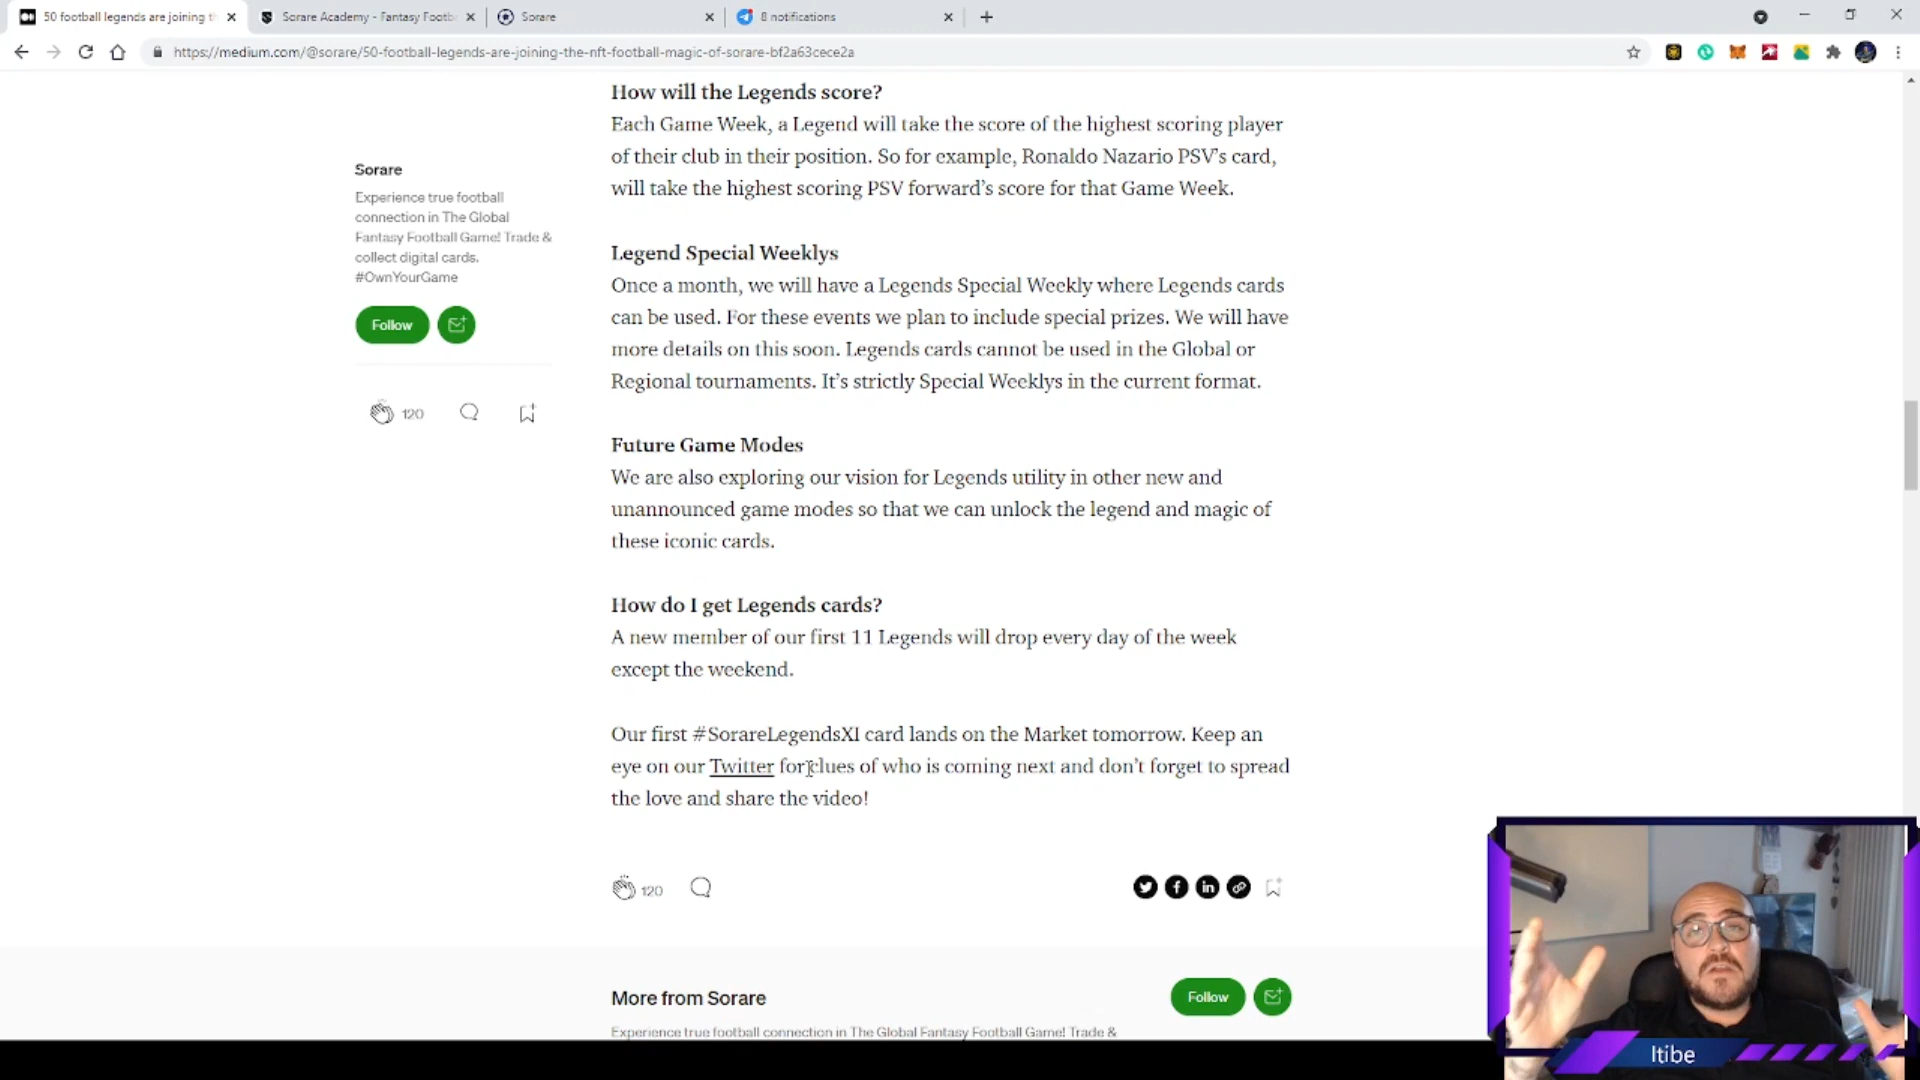 50 football legends are joining th
Sorare Academy - Fantasy Footb
Sorare
8 notifications
https://medium.com/@sorare/50-football-legends-are-joining-the-nft-football-magic-of-sorare-bf2a63cece2a
How will the Legends score?
Each Game Week, a Legend will take the score of the highest scoring player
of their club in their position. So for example, Ronaldo Nazario PSV's card,
will take the highest scoring PSV forward's score for that Game Week.
Sorare
Experience true football
connection in The Global
Fantasy Football Game! Trade &
collect digital cards.
#OwnYourGame
Follow
120
Legend Special Weeklys
Once a month, we will have a Legends Special Weekly where Legends cards
can be used. For these events we plan to include special prizes. We will have
more details on this soon. Legends cards cannot be used in the Global or
Regional tournaments. It's strictly Special Weeklys in the current format.
Future Game Modes
We are also exploring our vision for Legends utility in other new and
unannounced game modes so that we can unlock the legend and magic of
these iconic cards.
How do I get Legends cards?
A new member of our first 11 Legends will drop every day of the week
except the weekend.
Our first #SorareLegendsXI card lands on the Market tomorrow. Keep an
eye on our Twitter for clues of who is coming next and don't forget to spread
the love and share the video!
120
More from Sorare
Follow
Experience true football connection in The Global Fantasy Football Game! Trade &
Itibe